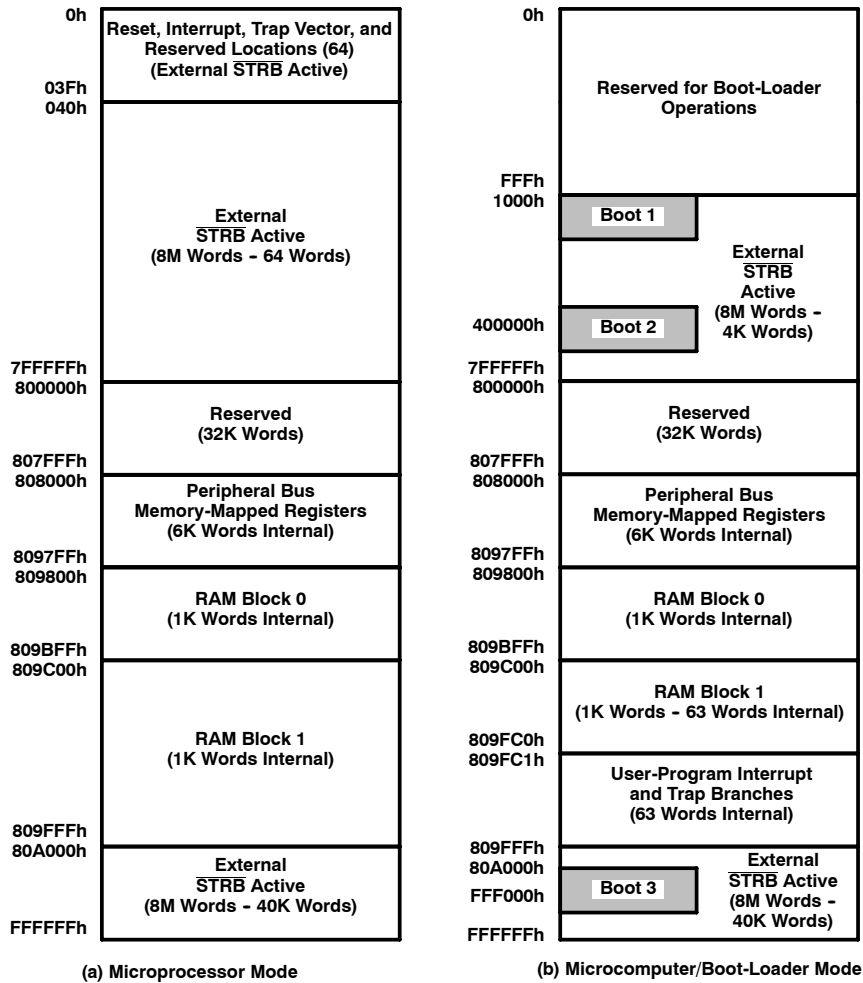 0h
Reset, Interrupt, Trap Vector, and
Reserved Locations (64)
(External STRB Active)
03Fh
040h
External
STRB Active
(8M Words - 64 Words)
7FFFFFh
800000h
Reserved
(32K Words)
807FFFh
808000h
Peripheral Bus
Memory-Mapped Registers
(6K Words Internal)
8097FFh
809800h
RAM Block 0
(1K Words Internal)
809BFFh
809C00h
RAM Block 1
(1K Words Internal)
809FFFh
80A000h
External
STRB Active
(8M Words - 40K Words)
FFFFFFh
(a) Microprocessor Mode
0h
Reserved for Boot-Loader
Operations
FFFh
1000h
Boot 1
External
STRB
Active
(8M Words -
4K Words)
400000h
Boot 2
7FFFFFh
800000h
Reserved
(32K Words)
807FFFh
808000h
Peripheral Bus
Memory-Mapped Registers
(6K Words Internal)
8097FFh
809800h
RAM Block 0
(1K Words Internal)
809BFFh
809C00h
RAM Block 1
(1K Words - 63 Words Internal)
809FC0h
809FC1h
User-Program Interrupt
and Trap Branches
(63 Words Internal)
809FFFh
80A000h
FFF000h
Boot 3
External
STRB Active
(8M Words -
40K Words)
FFFFFFh
(b) Microcomputer/Boot-Loader Mode